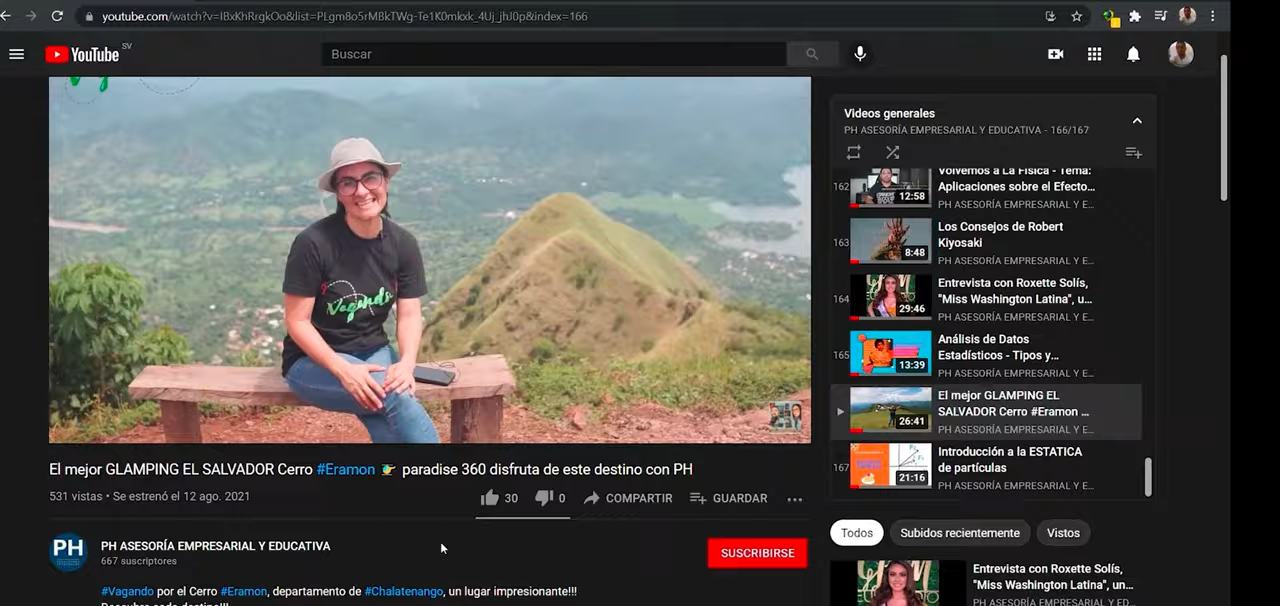 youtube.com/watch?v=IBxKhRrgkOo&list=PLgm8o5rMBkTWg-Te1K0mlxxk_4Uj_jhJ0p&index=166
YouTube SV
Buscar
Vagando
El mejor GLAMPING EL SALVADOR Cerro #Eramon paradise 360 disfruta de este destino con PH
531 vistas • Se estrenó el 12 ago. 2021
30
0
COMPARTIR
GUARDAR
PH
PH ASESORÍA EMPRESARIAL Y EDUCATIVA
667 suscriptores
SUSCRIBIRSE
#Vagando por el Cerro #Eramon, departamento de #Chalatenango, un lugar impresionante!!!
Videos generales
PH ASESORÍA EMPRESARIAL Y EDUCATIVA - 166/167
162
12:58
Volvemos a La Física - Tema:
Aplicaciones sobre el Efecto...
PH ASESORÍA EMPRESARIAL Y E...
163
8:48
Los Consejos de Robert
Kiyosaki
PH ASESORÍA EMPRESARIAL Y E...
164
29:46
Entrevista con Roxette Solís,
"Miss Washington Latina", u...
PH ASESORÍA EMPRESARIAL Y E...
165
13:39
Análisis de Datos
Estadísticos - Tipos y...
PH ASESORÍA EMPRESARIAL Y E...
26:41
El mejor GLAMPING EL
SALVADOR Cerro #Eramon ...
PH ASESORÍA EMPRESARIAL Y E...
167
21:16
Introducción a la ESTATICA
de partículas
PH ASESORÍA EMPRESARIAL Y E...
Todos
Subidos recientemente
Vistos
Entrevista con Roxette Solís,
"Miss Washington Latina", un...
PH ASESORÍA EMPRESARIAL Y ED...